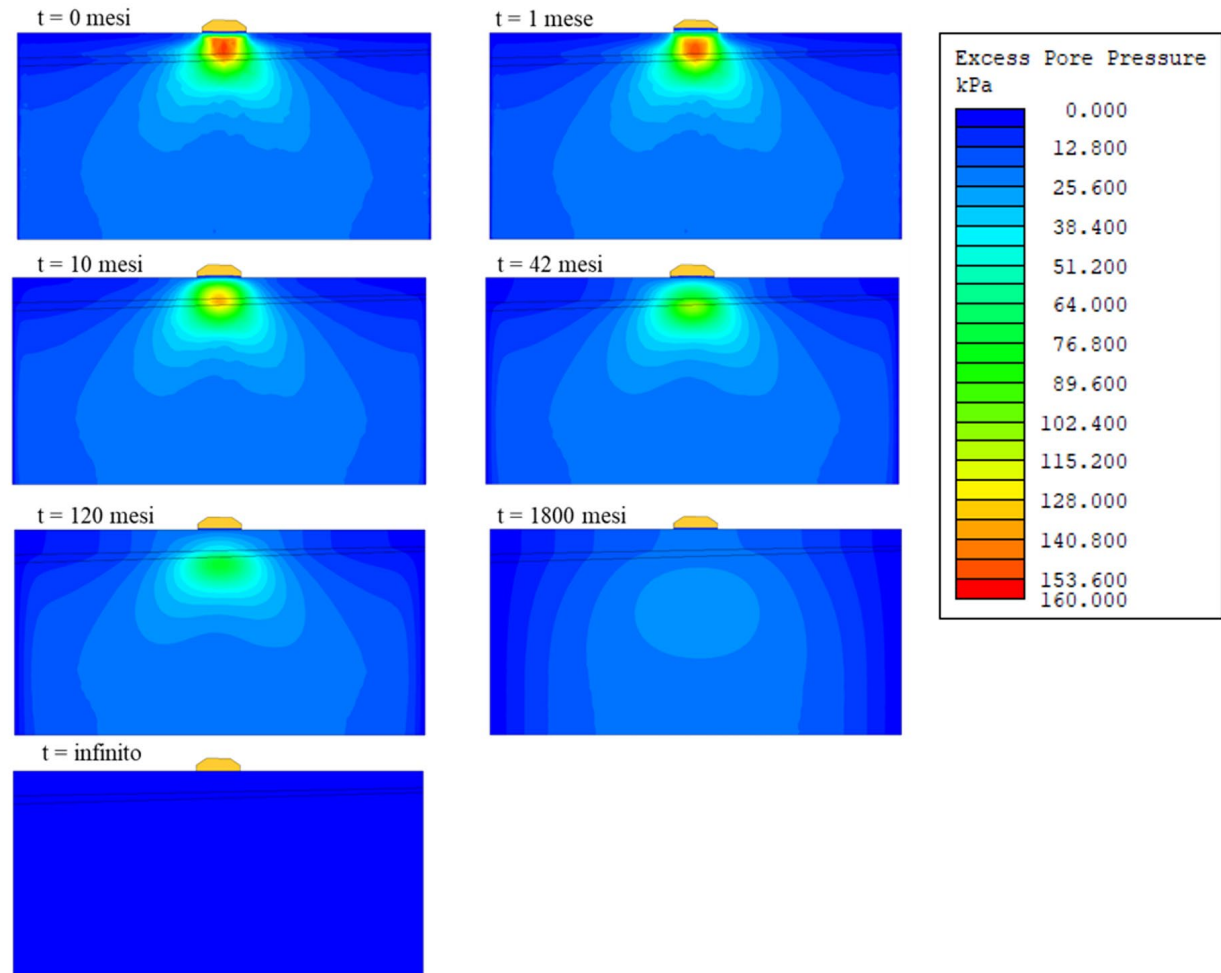 t = 0 mesi
t = 1 mese
t = 10 mesi
t = 42 mesi
t = 120 mesi
t = 1800 mesi
t = infinito
Excess Pore Pressure
kPa
0.000
12.800
25.600
38.400
51.200
64.000
76.800
89.600
102.400
115.200
128.000
140.800
153.600
160.000